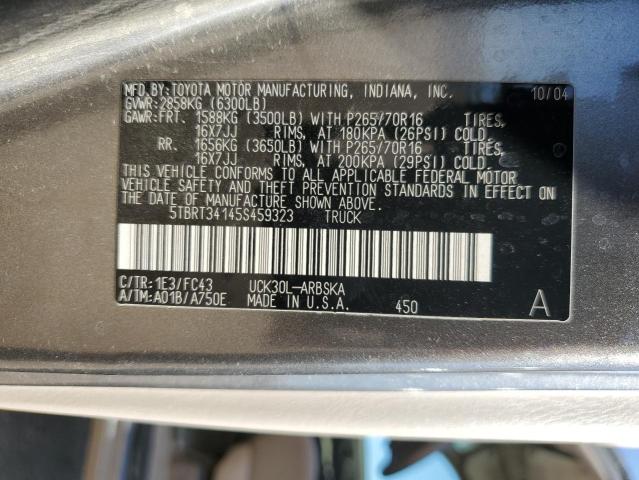 MFD. BY: TOYOTA MOTOR MANUFACTURING, INDIANA, INC. 10/04
GVWR: 2858KG (6300LB)
GAWR: FRT. 1588KG (3500LB) WITH P265/70R16 TIRES,
16X7JJ RIMS, AT 180KPA (26PSI) COLD
RR. 1656KG (3650LB) WITH P265/70R16 TIRES,
16X7JJ RIMS, AT 200KPA (29PSI) COLD
THIS VEHICLE CONFORMS TO ALL APPLICABLE FEDERAL MOTOR
VEHICLE SAFETY AND THEFT PREVENTION STANDARDS IN EFFECT ON
THE DATE OF MANUFACTURE SHOWN ABOVE.
5TBRT34145S459323 TRUCK
C/TR: 1E3/FC43 UCK30L-ARBSKA
A/TM: A01B/A750E MADE IN U.S.A. 450 A